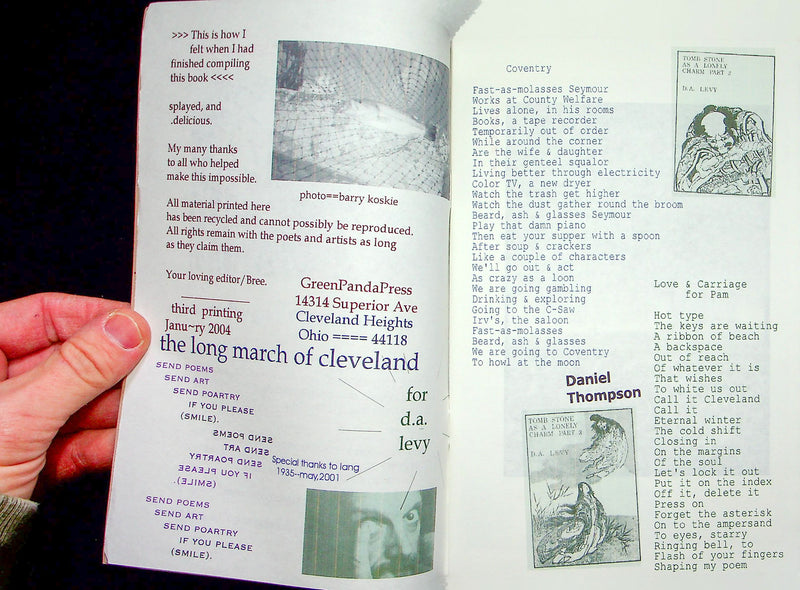 >>> This is how I
felt when I had
finished compiling
this book <<<<
splayed, and
.delicious.
My many thanks
to all who helped
make this impossible.
photo==barry koskie
All material printed here
has been recycled and cannot possibly be reproduced.
All rights remain with the poets and artists as long
as they claim them.
Your loving editor/Bree.
third printing
Janu~ry 2004
GreenPandaPress
14314 Superior Ave
Cleveland Heights
Ohio ==== 44118
the long march of cleveland
for
d.a.
levy
SEND POEMS
SEND ART
SEND POARTRY
IF YOU PLEASE
(SMILE).
SEND POEMS
SEND ART
SEND POARTRY
IF YOU PLEASE
(SMILE).
Special thanks to lang
1935--may,2001
SEND POEMS
SEND ART
SEND POARTRY
IF YOU PLEASE
(SMILE).
Coventry
Fast-as-molasses Seymour
Works at County Welfare
Lives alone, in his rooms
Books, a tape recorder
Temporarily out of order
While around the corner
Are the wife & daughter
In their genteel squalor
Living better through electricity
Color TV, a new dryer
Watch the trash get higher
Watch the dust gather round the broom
Beard, ash & glasses Seymour
Play that damn piano
Then eat your supper with a spoon
After soup & crackers
Like a couple of characters
We'll go out & act
As crazy as a loon
We are going gambling
Drinking & exploring
Going to the C-Saw
Irv's, the saloon
Fast-as-molasses
Beard, ash & glasses
We are going to Coventry
To howl at the moon
Daniel
Thompson
TOMB STONE
AS A LONELY
CHARM PART 2
D.A. LEVY
TOMB STONE
AS A LONELY
CHARM PART 3
D.A. LEVY
Love & Carriage
for Pam
Hot type
The keys are waiting
A ribbon of beach
A backspace
Out of reach
Of whatever it is
That wishes
To white us out
Call it Cleveland
Call it
Eternal winter
The cold shift
Closing in
On the margins
Of the soul
Let's lock it out
Put it on the index
Off it, delete it
Press on
Forget the asterisk
On to the ampersand
To eyes, starry
Ringing bell, to
Flash of your fingers
Shaping my poem